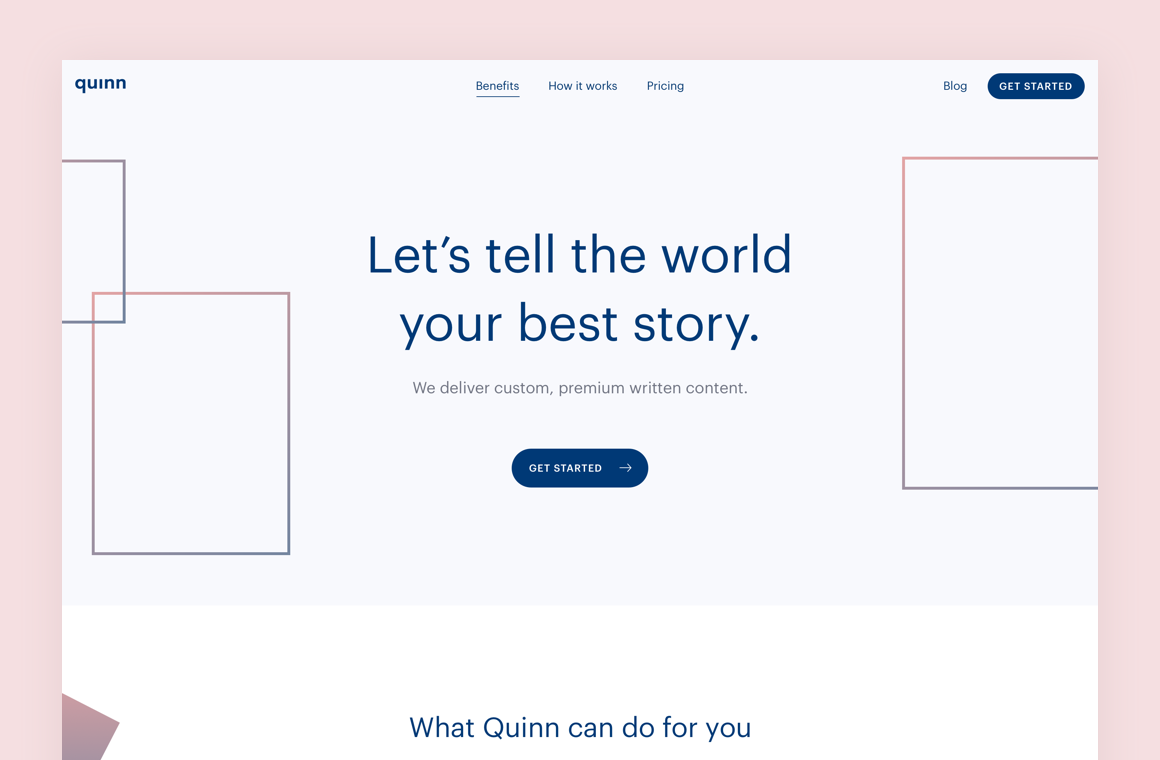 quınn
Benefits
How it works
Pricing
Blog
GET STARTED
Let’s tell the world
your best story.
We deliver custom, premium written content.
GET STARTED →
What Quinn can do for you